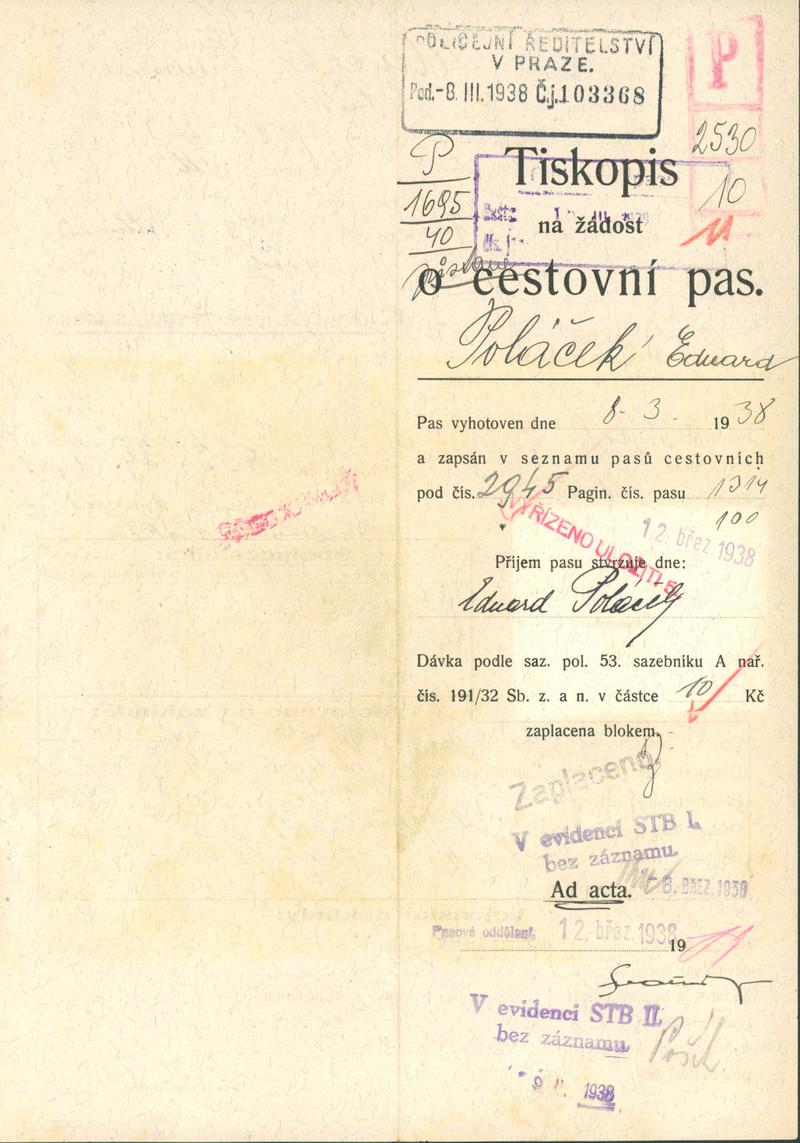 POLICEJNÍ ŘEDITELSTVÍ
V PRAZE.
Pod.-8. III. 1938 Čj. 103368
P
2530
10
P
1695
40
Tiskopis
na žádost
o cestovní pas.
Poláček Eduard
Pas vyhotoven dne 8. 3. 1938
a zapsán v seznamu pasů cestovních
pod čís. 2945 Pagin. čís. pasu 1314
100
VYŘÍZENO ULOŽITI
12. břez 1938
Příjem pasu stvrzuje dne:
Eduard Poláček
Dávka podle saz. pol. 53. sazebníku A nař.
čís. 191/32 Sb. z. a n. v částce 10 Kč
zaplacena blokem.
Zaplaceno
V evidenci STB I.
bez záznamu.
Ad acta. -8. BŘEZ. 1938
Pasové oddělení. 12. břez 1938
19
V evidenci STB II.
bez záznamu
1938